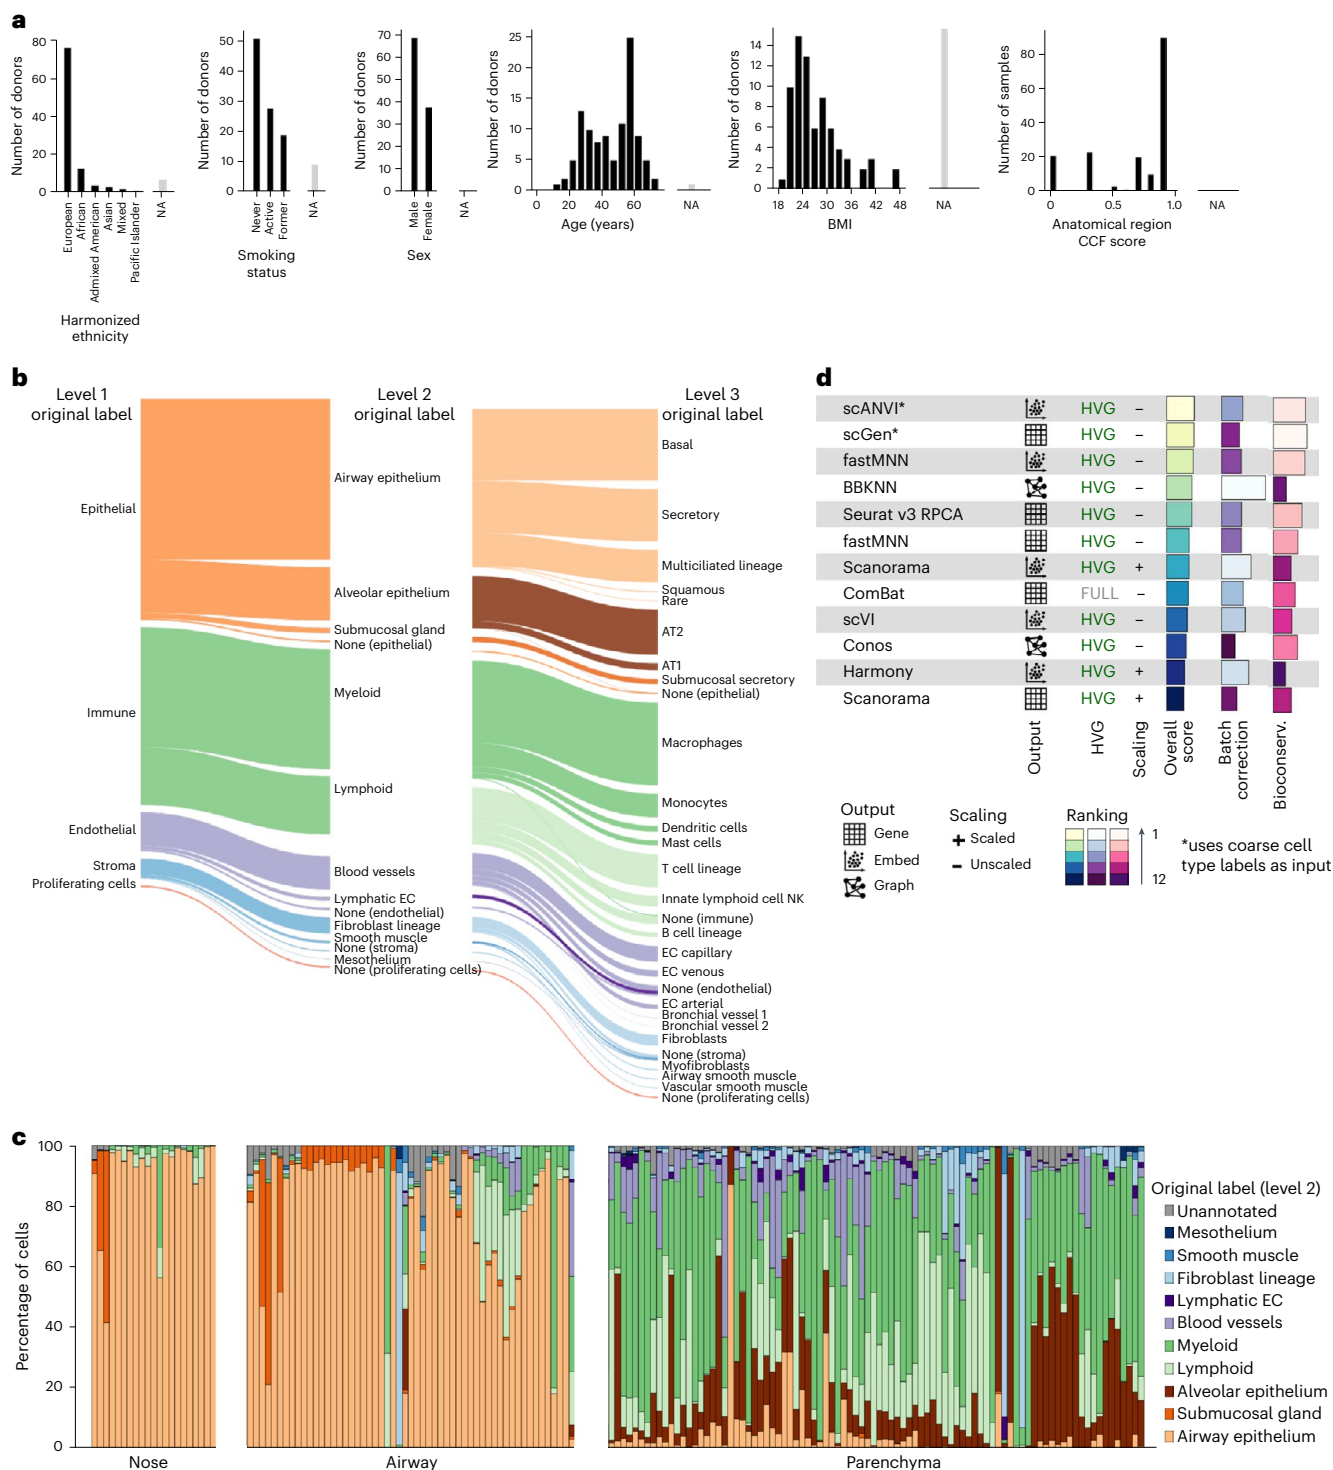 a
Number of donors
80
60
40
20
0
European
African
Admixed American
Asian
Mixed
Pacific Islander
NA
Harmonized
ethnicity
Number of donors
50
40
30
20
10
0
Never
Active
Former
NA
Smoking
status
Number of donors
70
60
50
40
30
20
10
0
Male
Female
NA
Sex
Number of donors
25
20
15
10
5
0
0 20 40 60
NA
Age (years)
Number of donors
14
12
10
8
6
4
2
0
18 24 30 36 42 48
NA
BMI
Number of samples
80
60
40
20
0
0 0.5 1.0
NA
Anatomical region
CCF score
b
Level 1
original label
Level 2
original label
Level 3
original label
Epithelial
Immune
Endothelial
Stroma
Proliferating cells
Airway epithelium
Alveolar epithelium
Submucosal gland
None (epithelial)
Myeloid
Lymphoid
Blood vessels
Lymphatic EC
None (endothelial)
Fibroblast lineage
Smooth muscle
None (stroma)
Mesothelium
None (proliferating cells)
Basal
Secretory
Multiciliated lineage
Squamous
Rare
AT2
AT1
Submucosal secretory
None (epithelial)
Macrophages
Monocytes
Dendritic cells
Mast cells
T cell lineage
Innate lymphoid cell NK
None (immune)
B cell lineage
EC capillary
EC venous
None (endothelial)
EC arterial
Bronchial vessel 1
Bronchial vessel 2
Fibroblasts
None (stroma)
Myofibroblasts
Airway smooth muscle
Vascular smooth muscle
None (proliferating cells)
d
scANVI* HVG –
scGen* HVG –
fastMNN HVG –
BBKNN HVG –
Seurat v3 RPCA HVG –
fastMNN HVG –
Scanorama HVG +
ComBat FULL –
scVI HVG –
Conos HVG –
Harmony HVG +
Scanorama HVG +
Output
HVG
Scaling
Overall
score
Batch
correction
Bioconserv.
Output
Gene
Embed
Graph
Scaling
+ Scaled
– Unscaled
Ranking
1
12
*uses coarse cell
type labels as input
c
Percentage of cells
100
80
60
40
20
0
Nose
Airway
Parenchyma
Original label (level 2)
Unannotated
Mesothelium
Smooth muscle
Fibroblast lineage
Lymphatic EC
Blood vessels
Myeloid
Lymphoid
Alveolar epithelium
Submucosal gland
Airway epithelium